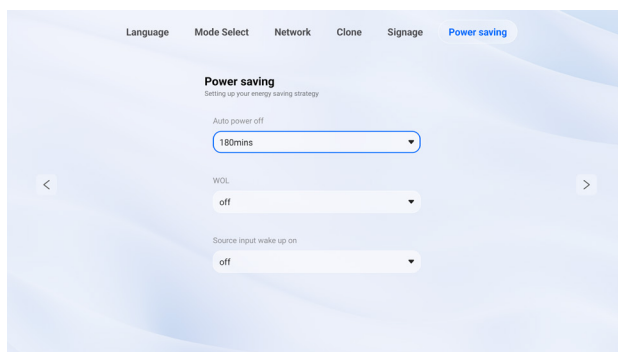 Language Mode Select Network Clone Signage Power saving
Power saving
Setting up your energy saving strategy
Auto power off
180mins
WOL
off
Source input wake up on
off